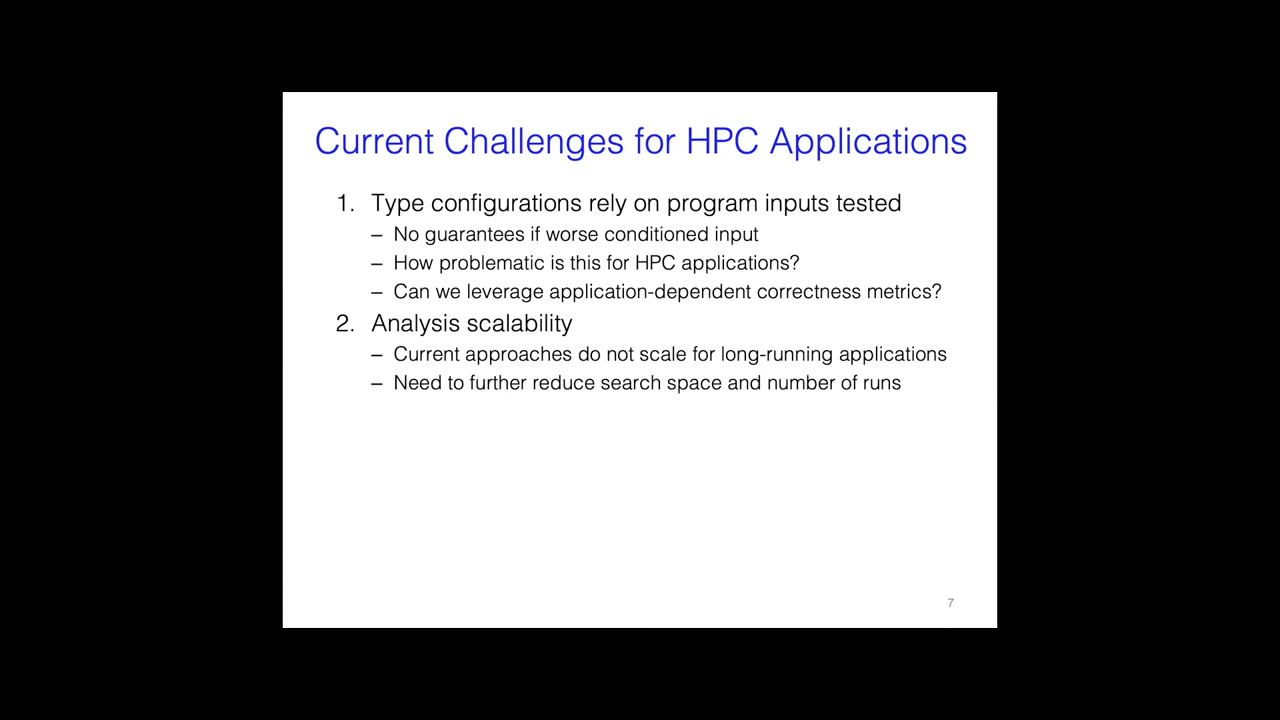 Current Challenges for HPC Applications
1. Type configurations rely on program inputs tested
– No guarantees if worse conditioned input
– How problematic is this for HPC applications?
– Can we leverage application-dependent correctness metrics?
2. Analysis scalability
– Current approaches do not scale for long-running applications
– Need to further reduce search space and number of runs
7